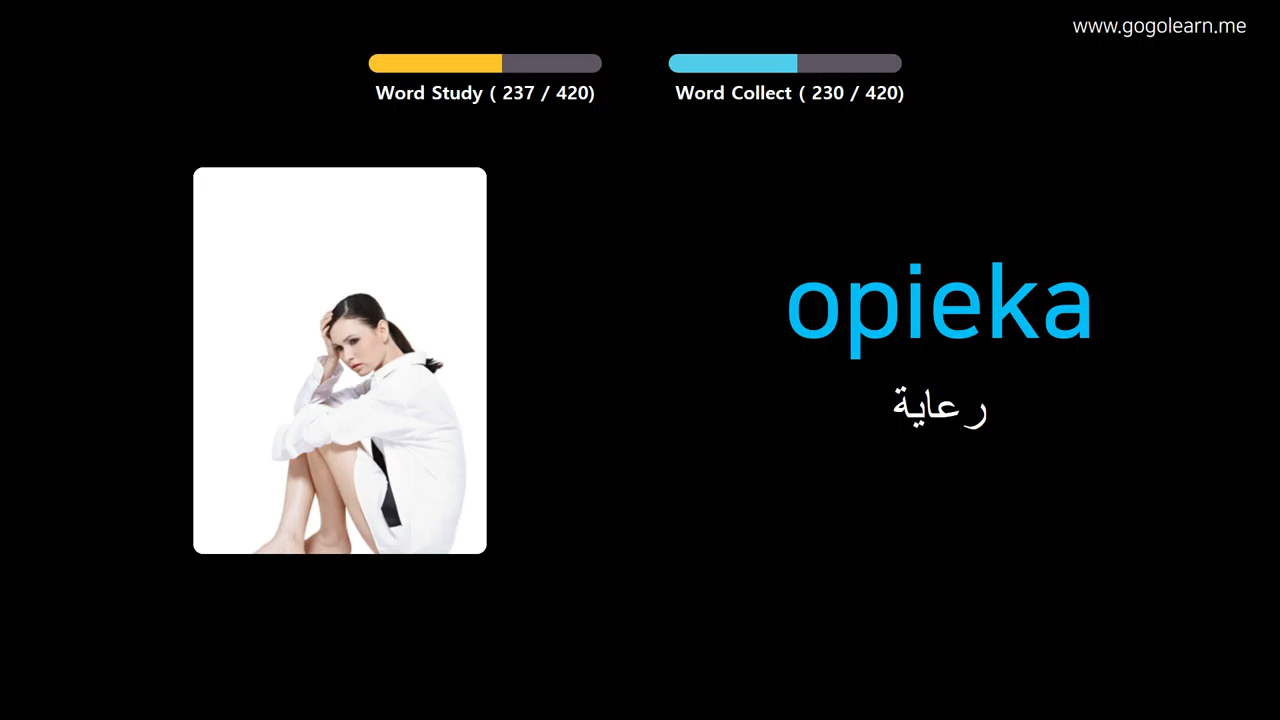 www.gogolearn.me
Word Study ( 237 / 420)
Word Collect ( 230 / 420)
opieka
رعاية